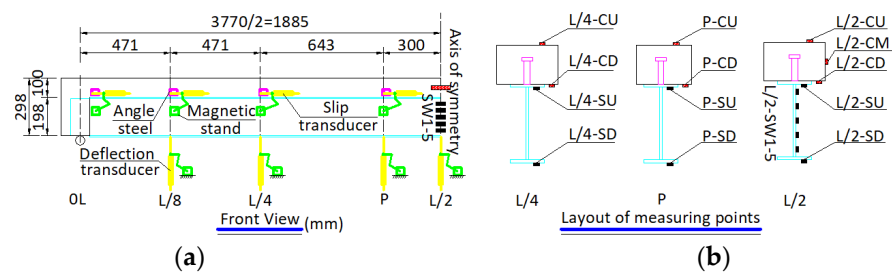 3770/2=1885
471
471
643
300
Axis of symmetry
298
100
198
SW1-5
Angle
steel
Magnetic
stand
Slip
transducer
Deflection
transducer
0L
L/8
L/4
P
L/2
Front View
(mm)
(a)
L/4-CU
L/4-CD
L/4-SU
L/4-SD
P-CU
P-CD
P-SU
P-SD
L/2-CU
L/2-CM
L/2-CD
L/2-SU
L/2-SD
L/2-SW1-5
L/4
P
L/2
Layout of measuring points
(b)